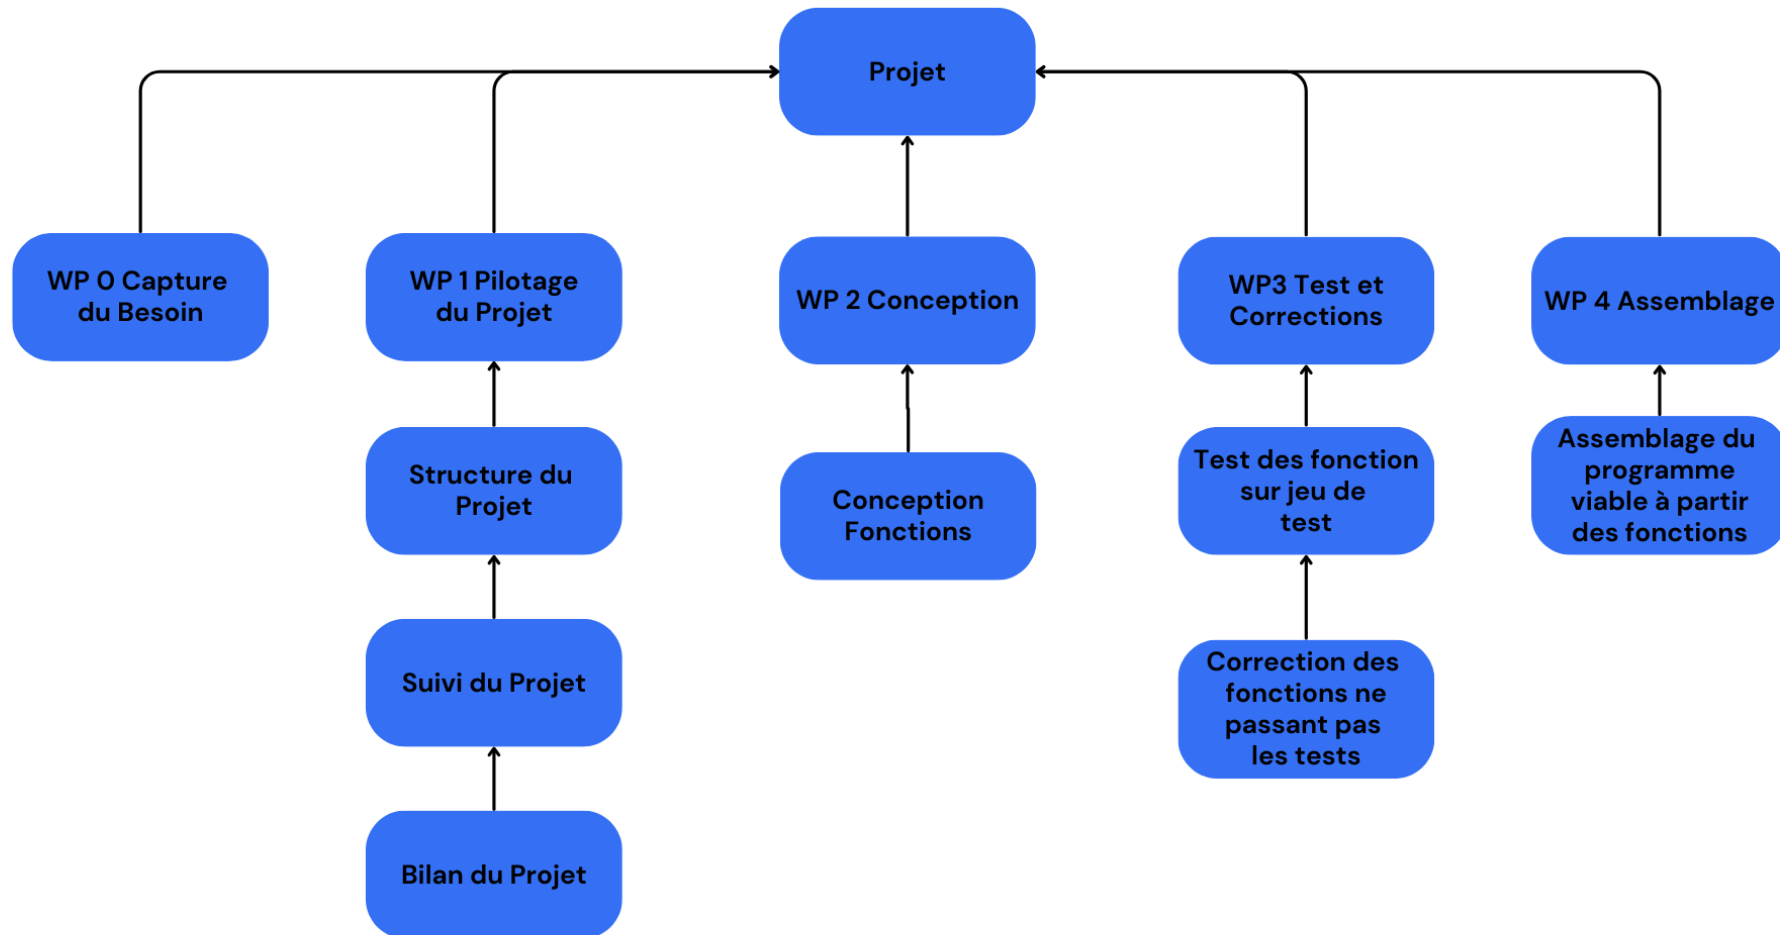 Projet
WP 0 Capture
du Besoin
WP 1 Pilotage
du Projet
WP 2 Conception
WP3 Test et
Corrections
WP 4 Assemblage
Structure du
Projet
Conception
Fonctions
Test des fonction
sur jeu de
test
Assemblage du
programme
viable à partir
des fonctions
Suivi du Projet
Correction des
fonctions ne
passant pas
les tests
Bilan du Projet